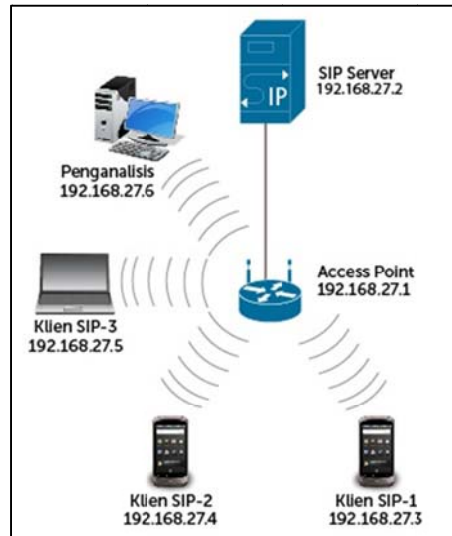 SIP Server
192.168.27.2
IP
Penganalisis
192.168.27.6
Access Point
192.168.27.1
Klien SIP-3
192.168.27.5
Klien SIP-2
192.168.27.4
Klien SIP-1
192.168.27.3